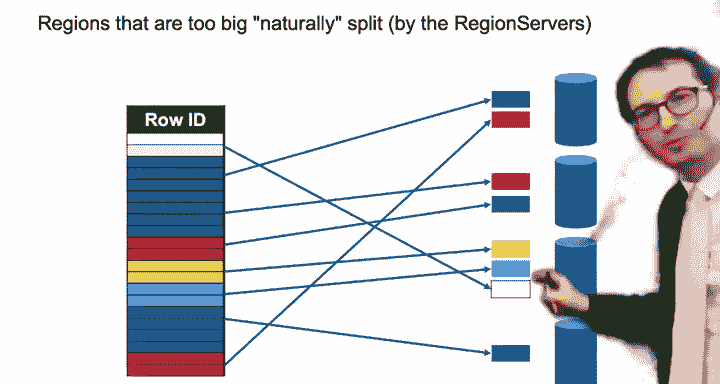 Regions that are too big "naturally" split (by the RegionServers)
Row ID